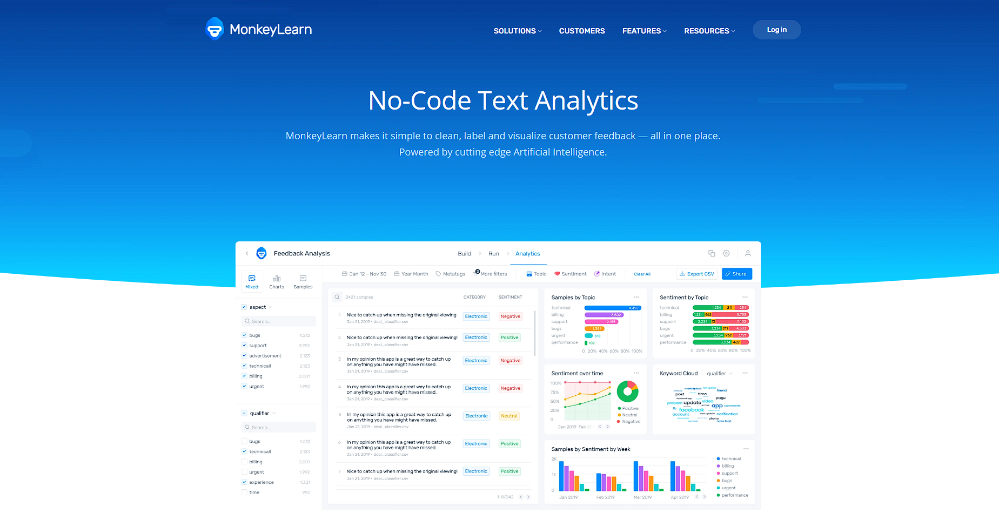 MonkeyLearn
SOLUTIONS
CUSTOMERS
FEATURES
RESOURCES
Log in
No-Code Text Analytics
MonkeyLearn makes it simple to clean, label and visualize customer feedback — all in one place.
Powered by cutting edge Artificial Intelligence.
Feedback Analysis
Build
Run
Analytics
Mixed
Charts
Samples
Jan 12 - Nov 30
Year Month
Metatags
3
More filters
Topic
Sentiment
Intent
Clear All
Export CSV
Share
aspect
Search...
bugs 4,212
support 3,992
advertisement 2,123
technicall 2,123
billing 2,001
urgent 1,992
qualifier
Search...
bugs 4,212
technicall 2,123
billing 2,001
urgent 1,992
experience 1,321
time 992
2421 samples
CATEGORY
SENTIMENT
1 Nice to catch up when missing the original viewing Electronic Negative
Jan 21, 2019 • deal_classifier.csv
2 Nice to catch up when missing the original viewing! Electronic Positive
Jan 21, 2019 • deal_classifier.csv
3 In my opinion this app is a great way to catch up Electronic Negative
on anything you have might have missed.
Jan 21, 2019 • deal_classifier.csv
4 In my opinion this app is a great way to catch up Electronic Negative
on anything you have might have missed.
Jan 21, 2019 • deal_classifier.csv
5 In my opinion this app is a great way to catch up Electronic Neutral
on anything you have might have missed.
Jan 21, 2019 • deal_classifier.csv
6 In my opinion this app is a great way to catch up Electronic Positive
on anything you have might have missed.
Jan 21, 2019 • deal_classifier.csv
7 Nice to catch up when missing the original viewing! Electronic Positive
Jan 21, 2019 • deal_classifier.csv
1-8/242
Samples by Topic
technical 4,492
billing 3,502
support 2,155
bugs 1,356
urgent 618
performance 102
0 20% 40% 60% 80% 100%
Sentiment by Topic
technical 1,234 211 234
billing 1,234 462 5,733
support 3,234 12 7,402
bugs 3,234 211 4,533
urgent 3,234 962 3,121
performance 3,234 462
0 20% 40% 60% 80% 100%
Sentiment over time
100%
75%
50%
25%
0
Jan 2019 Feb 20
Positive
Neutral
Negative
Keyword Cloud
qualifier
marketplace last update friend
post time page
facebook app
problem update video
fb app comments
facebook
account new update notification
phone
news feed
Samples by Sentiment by Week
2K
1K
0
Jan 2019 Feb 2019 Mar 2019 Apr 2019
technical
billing
support
bugs
urgent
performance